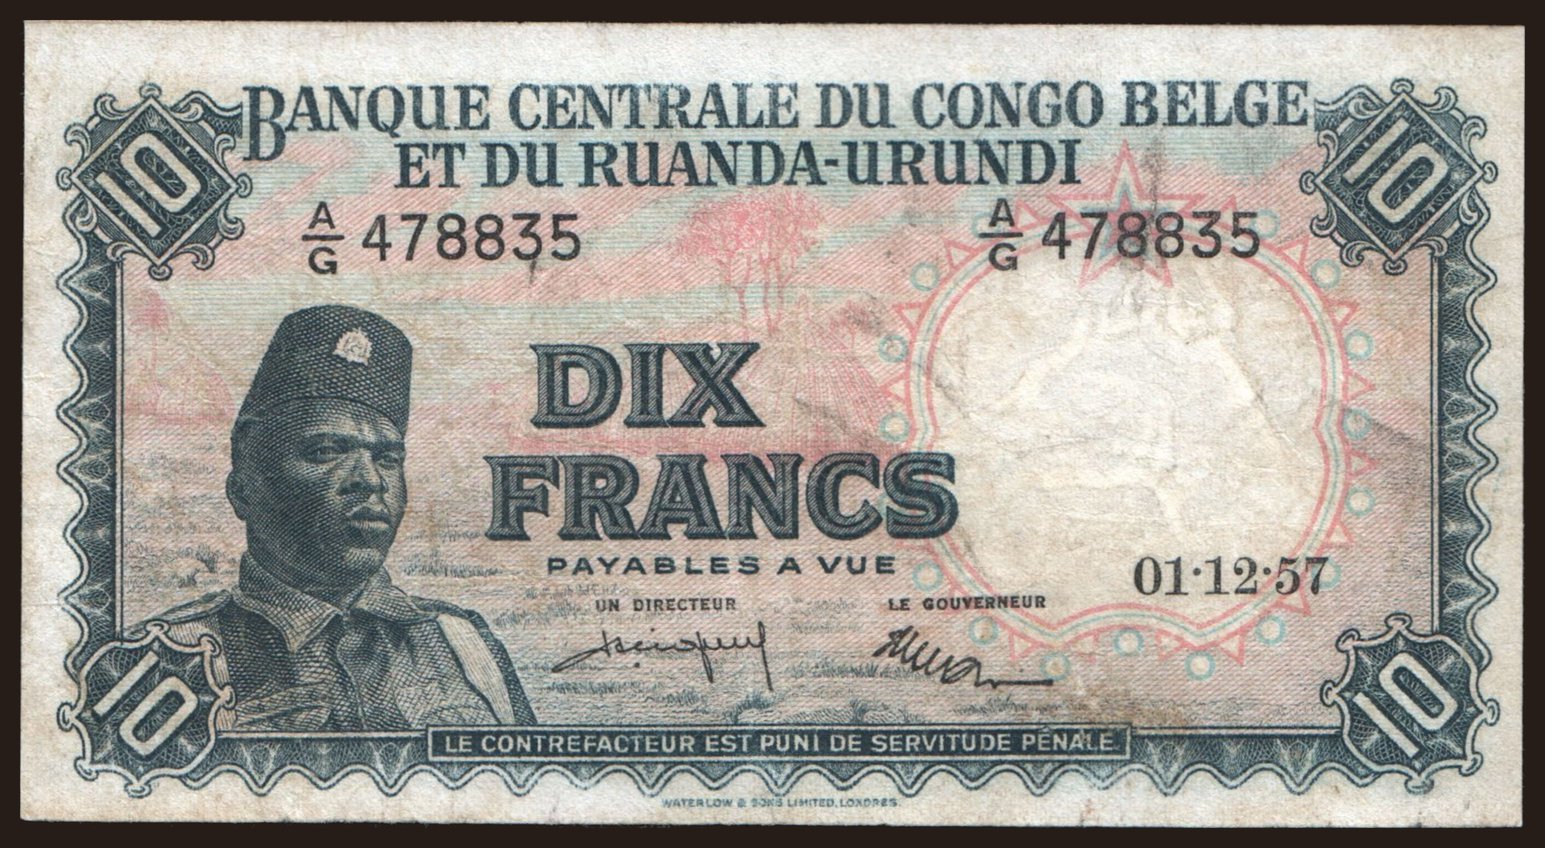 BANQUE CENTRALE DU CONGO BELGE
ET DU RUANDA-URUNDI
10
10
A/G 478835
A/G 478835
DIX
FRANCS
PAYABLES A VUE
01·12·57
UN DIRECTEUR
LE GOUVERNEUR
10
10
LE CONTREFACTEUR EST PUNI DE SERVITUDE PÉNALE.
WATERLOW & SONS LIMITED, LONDRES.